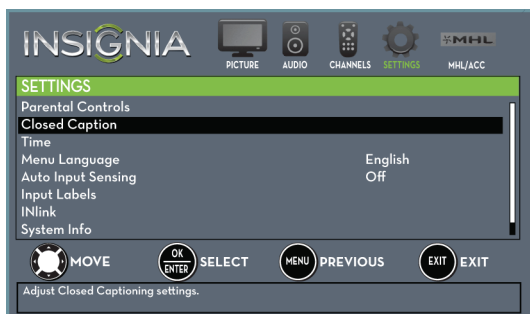 INSIGNIA
PICTURE AUDIO CHANNELS SETTINGS MHL MHL/ACC
SETTINGS
Parental Controls
Closed Caption
Time
Menu Language English
Auto Input Sensing Off
Input Labels
INlink
System Info
MOVE OK ENTER SELECT MENU PREVIOUS EXIT EXIT
Adjust Closed Captioning settings.